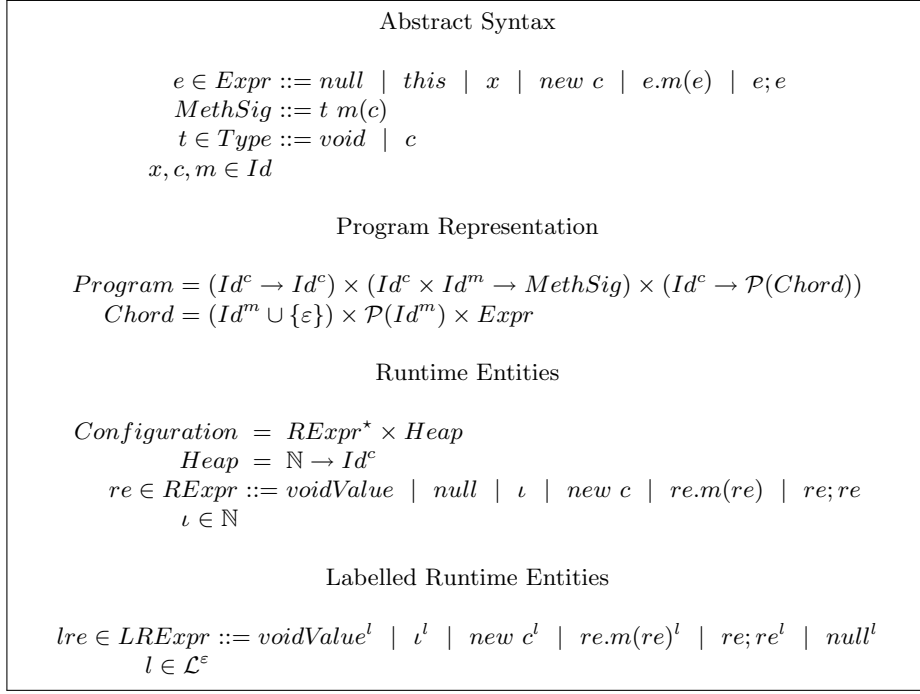 Abstract Syntax
e ∈ Expr ::= null | this | x | new c | e.m(e) | e; e
MethSig ::= t m(c)
t ∈ Type ::= void | c
x, c, m ∈ Id
Program Representation
Program = (Id^c → Id^c) × (Id^c × Id^m → MethSig) × (Id^c → P(Chord))
Chord = (Id^m ∪ {ε}) × P(Id^m) × Expr
Runtime Entities
Configuration = RExpr^⋆ × Heap
Heap = ℕ → Id^c
re ∈ RExpr ::= voidValue | null | ι | new c | re.m(re) | re; re
ι ∈ ℕ
Labelled Runtime Entities
lre ∈ LRExpr ::= voidValue^l | ι^l | new c^l | re.m(re)^l | re; re^l | null^l
l ∈ ℒ^ε